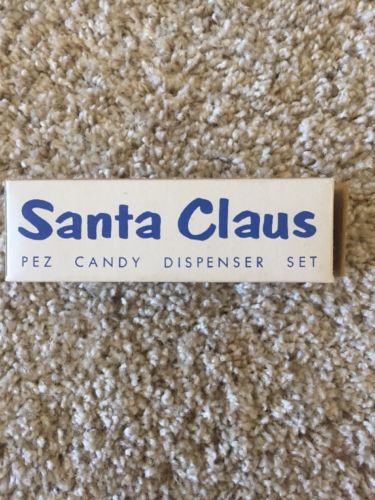 Santa Claus
PEZ CANDY DISPENSER SET